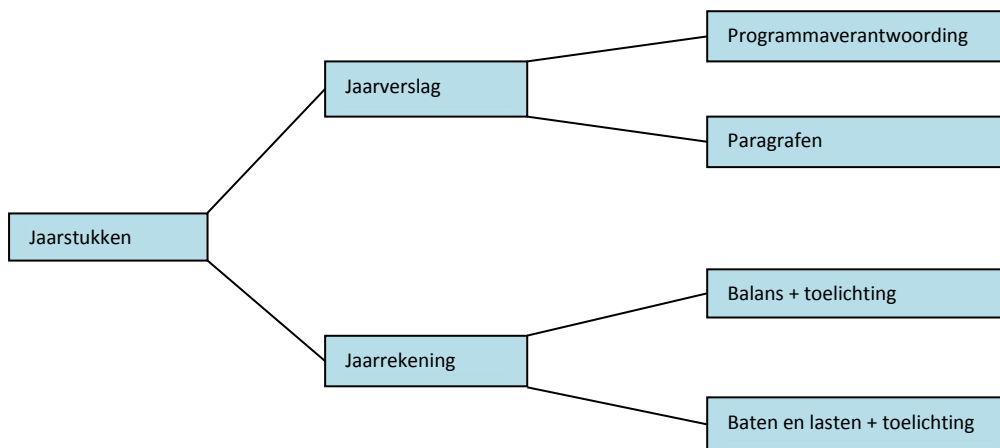 Programmaverantwoording
Jaarverslag
Paragrafen
Jaarstukken
Balans + toelichting
Jaarrekening
Baten en lasten + toelichting